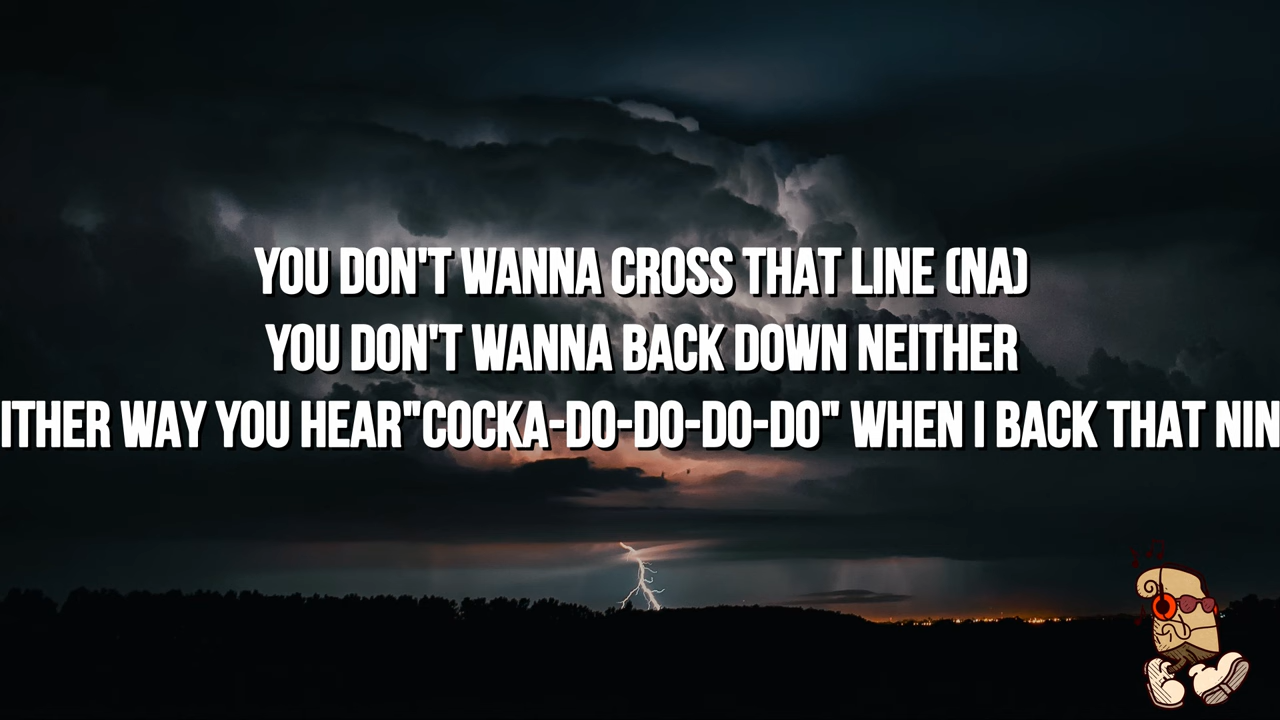 YOU DON'T WANNA CROSS THAT LINE (NA)
YOU DON'T WANNA BACK DOWN NEITHER
ITHER WAY YOU HEAR"COCKA-DO-DO-DO-DO" WHEN I BACK THAT NIN